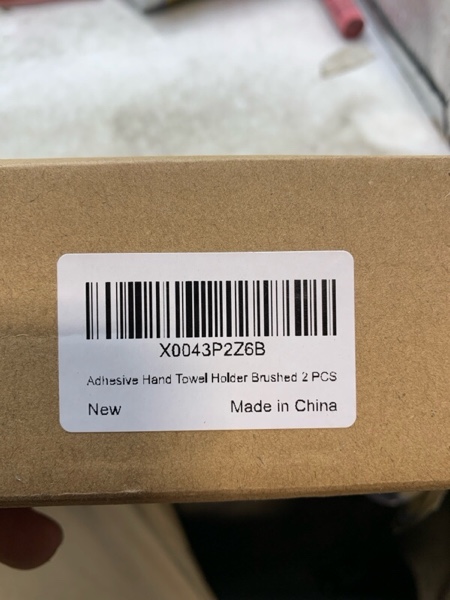 X0043P2Z6B
Adhesive Hand Towel Holder Brushed 2 PCS
New
Made in China